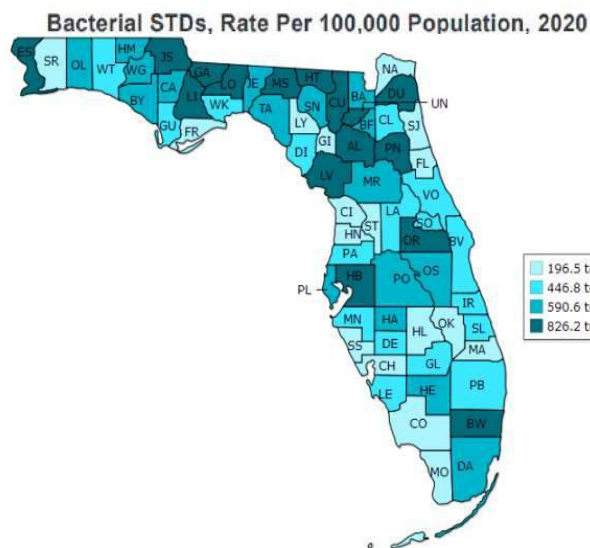 Bacterial STDs, Rate Per 100,000 Population, 2020
ES SR OL WT HM JS
WG CA BY GU LI GA LO WK FR
JE MS TA HT SN LY DI GI CU
BA NA DU UN
BF CL SJ
AL PN FL
LV MR VO
CI ST LA SO
HN OR BV
PA
PL HB PO OS
IR
MN HA HL OK SL
SS DE MA
CH GL
LE HE PB
CO BW
MO DA
196.5 t
446.8 t
590.6 t
826.2 t